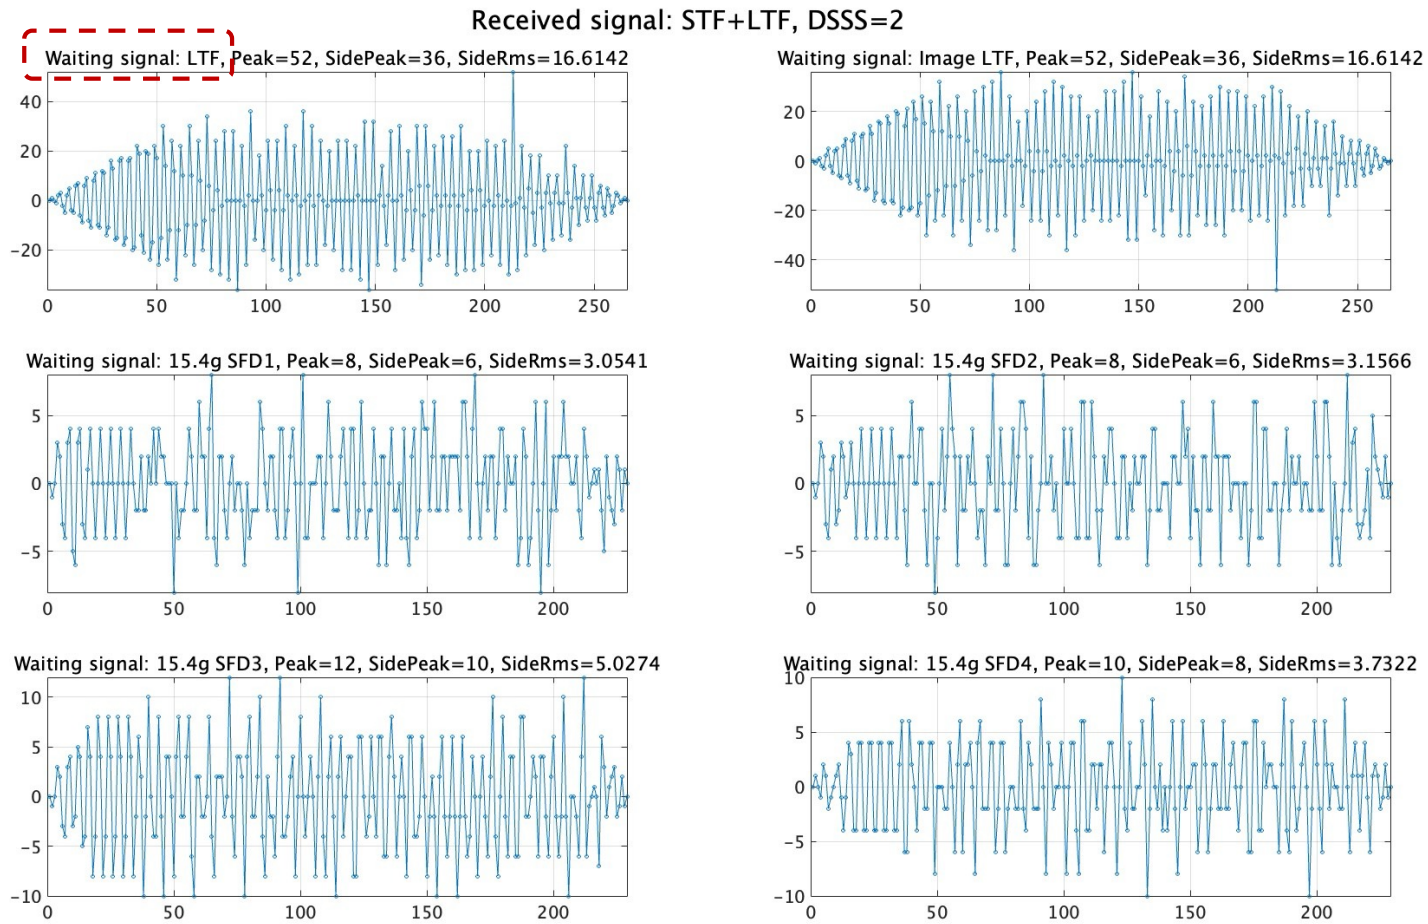 Received signal: STF+LTF, DSSS=2
Waiting signal: LTF, Peak=52, SidePeak=36, SideRms=16.6142
40
20
0
−20
0 50 100 150 200 250
Waiting signal: Image LTF, Peak=52, SidePeak=36, SideRms=16.6142
20
0
−20
−40
0 50 100 150 200 250
Waiting signal: 15.4g SFD1, Peak=8, SidePeak=6, SideRms=3.0541
5
0
−5
0 50 100 150 200
Waiting signal: 15.4g SFD2, Peak=8, SidePeak=6, SideRms=3.1566
5
0
−5
0 50 100 150 200
Waiting signal: 15.4g SFD3, Peak=12, SidePeak=10, SideRms=5.0274
10
5
0
−5
−10
0 50 100 150 200
Waiting signal: 15.4g SFD4, Peak=10, SidePeak=8, SideRms=3.7322
10
5
0
−5
−10
0 50 100 150 200